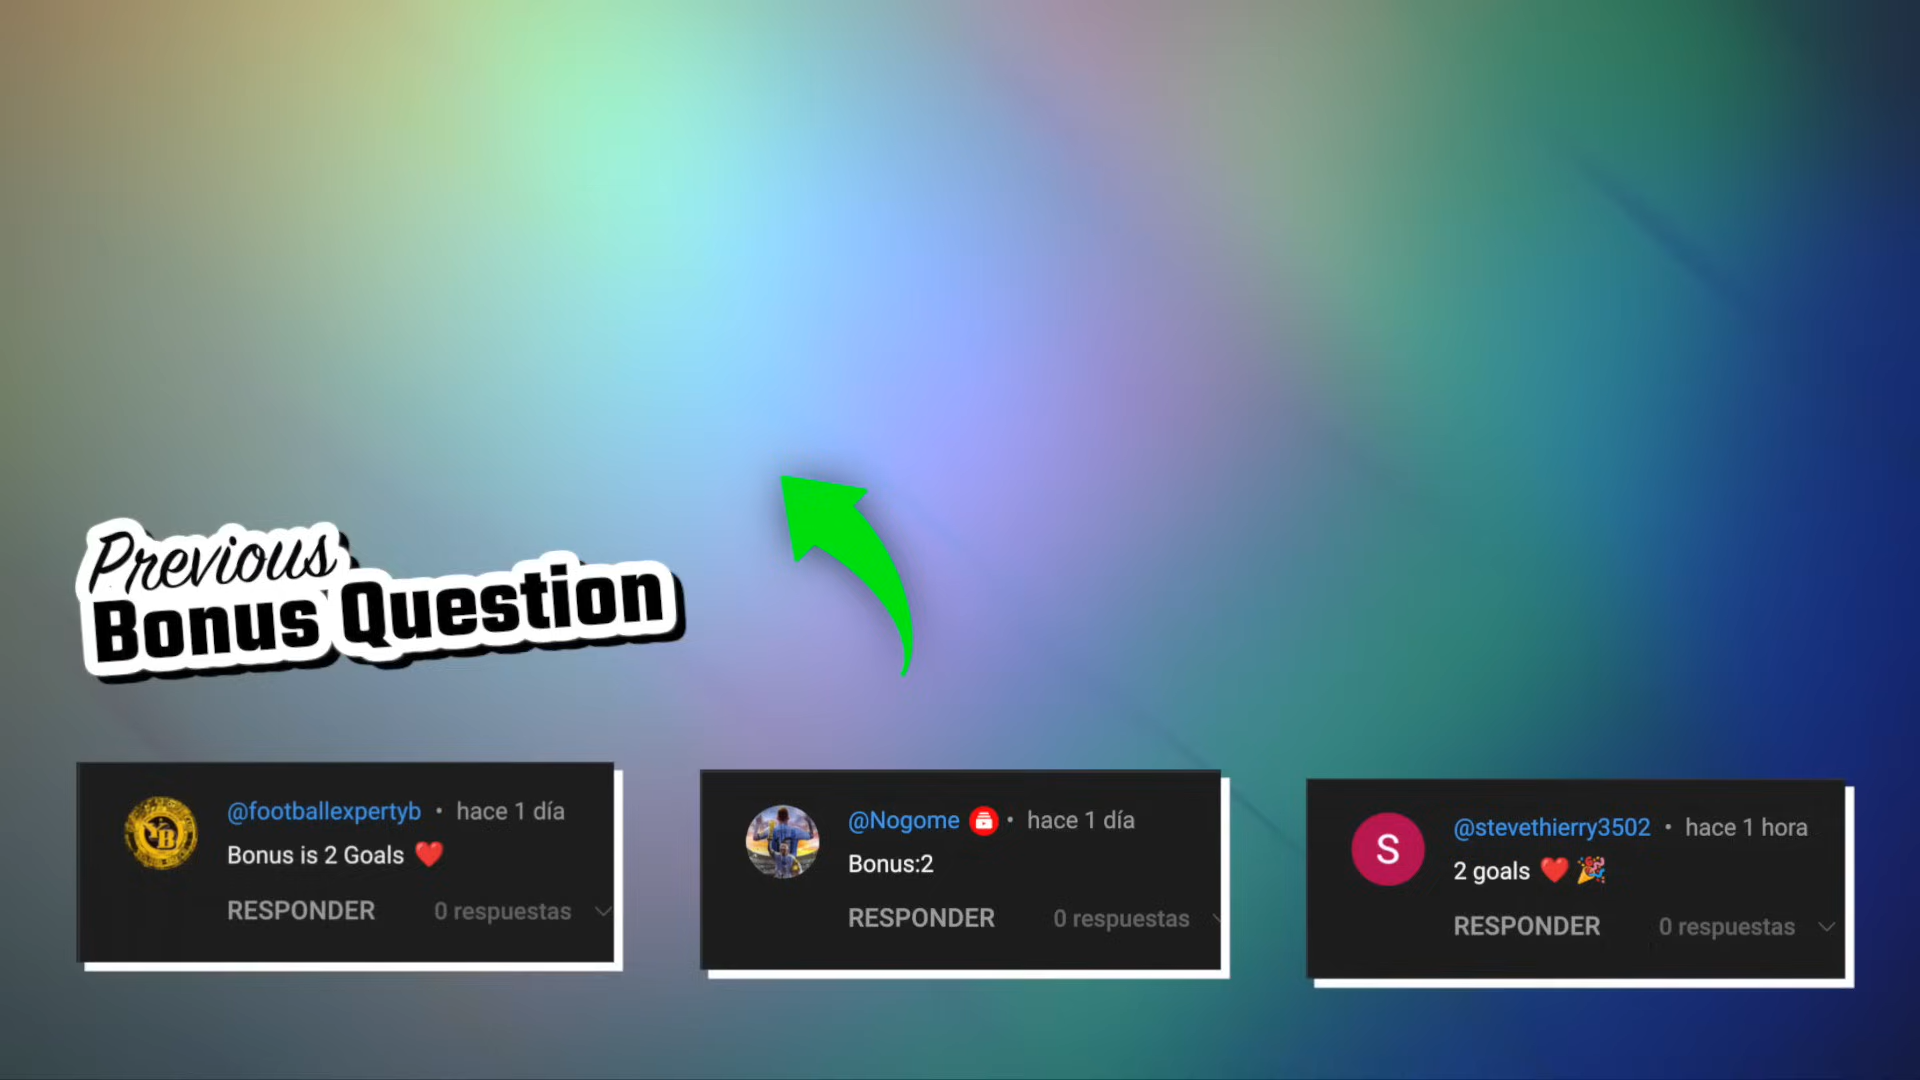 Previous
Bonus Question
@footballexpertyb • hace 1 día
Bonus is 2 Goals ❤️
RESPONDER 0 respuestas
@Nogome • hace 1 día
Bonus:2
RESPONDER 0 respuestas
S
@stevethierry3502 • hace 1 hora
2 goals ❤️ 🎉
RESPONDER 0 respuestas